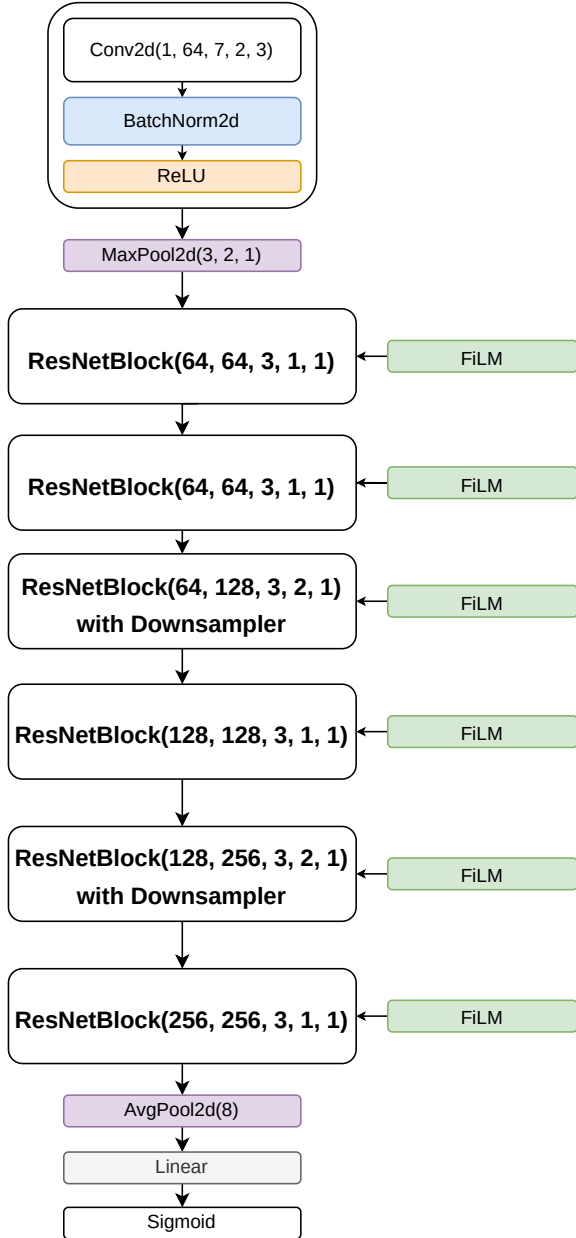 Conv2d(1, 64, 7, 2, 3)
BatchNorm2d
ReLU
MaxPool2d(3, 2, 1)
ResNetBlock(64, 64, 3, 1, 1)
FiLM
ResNetBlock(64, 64, 3, 1, 1)
FiLM
ResNetBlock(64, 128, 3, 2, 1)
with Downsampler
FiLM
ResNetBlock(128, 128, 3, 1, 1)
FiLM
ResNetBlock(128, 256, 3, 2, 1)
with Downsampler
FiLM
ResNetBlock(256, 256, 3, 1, 1)
FiLM
AvgPool2d(8)
Linear
Sigmoid